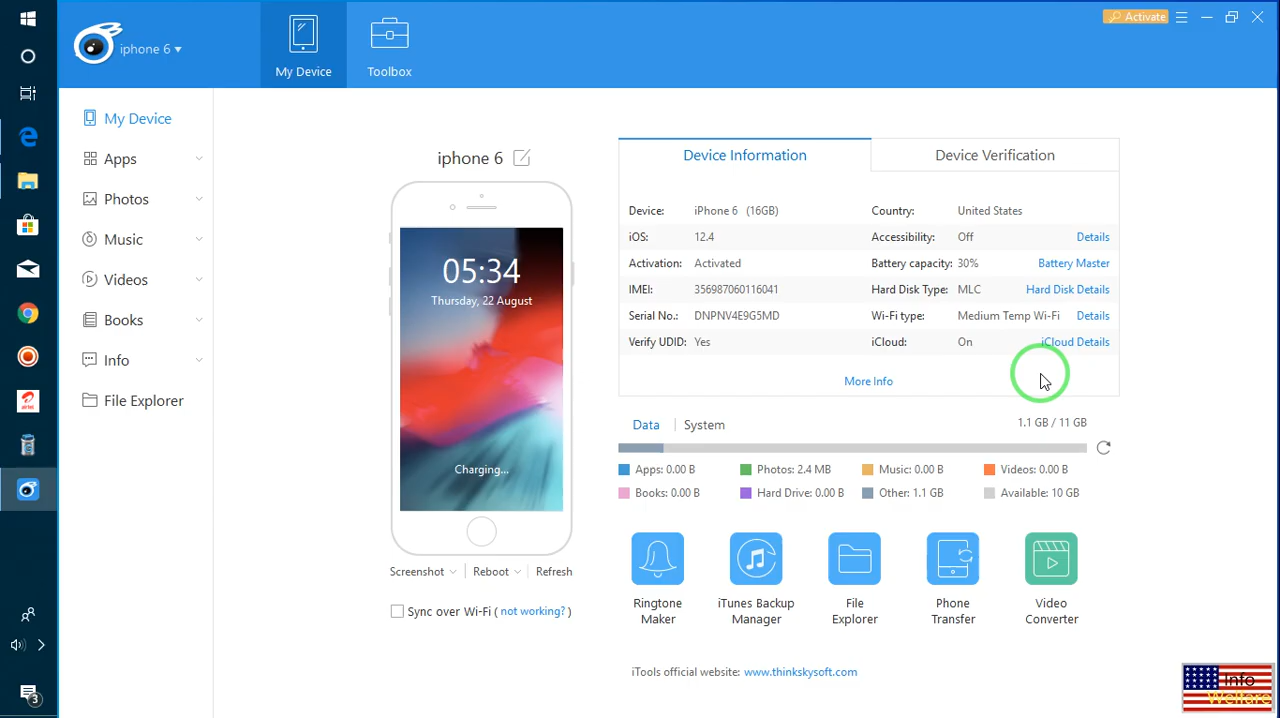 iphone 6
My Device
Toolbox
Activate
My Device
Apps
Photos
Music
Videos
Books
Info
File Explorer
iphone 6
05:34
Thursday, 22 August
Charging...
Screenshot
Reboot
Refresh
Sync over Wi-Fi ( not working? )
Device Information
Device Verification
Device: iPhone 6 (16GB) Country: United States
iOS: 12.4 Accessibility: Off Details
Activation: Activated Battery capacity: 30% Battery Master
IMEI: 356987060116041 Hard Disk Type: MLC Hard Disk Details
Serial No.: DNPNV4E9G5MD Wi-Fi type: Medium Temp Wi-Fi Details
Verify UDID: Yes iCloud: On iCloud Details
More Info
Data System 1.1 GB / 11 GB
Apps: 0.00 B Photos: 2.4 MB Music: 0.00 B Videos: 0.00 B
Books: 0.00 B Hard Drive: 0.00 B Other: 1.1 GB Available: 10 GB
Ringtone Maker
iTunes Backup Manager
File Explorer
Phone Transfer
Video Converter
iTools official website: www.thinkskysoft.com
airtel
3
Info
Welfare